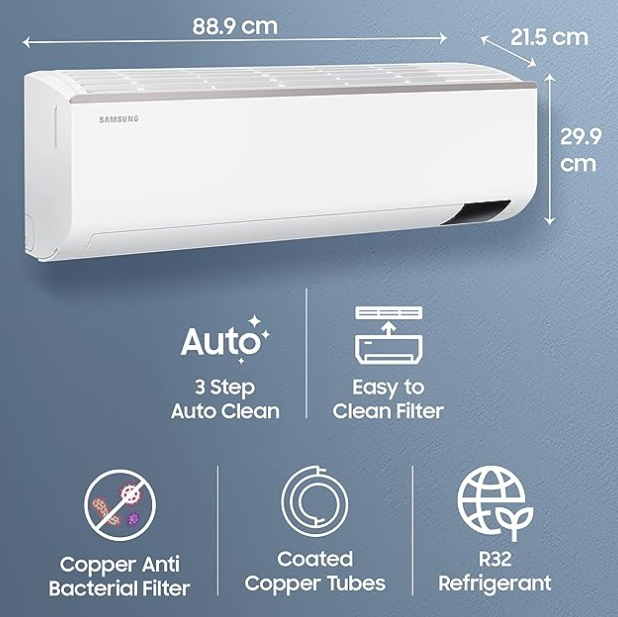 88.9 cm
21.5 cm
SAMSUNG
29.9
cm
Auto
3 Step
Auto Clean
Easy to
Clean Filter
Copper Anti
Bacterial Filter
Coated
Copper Tubes
R32
Refrigerant